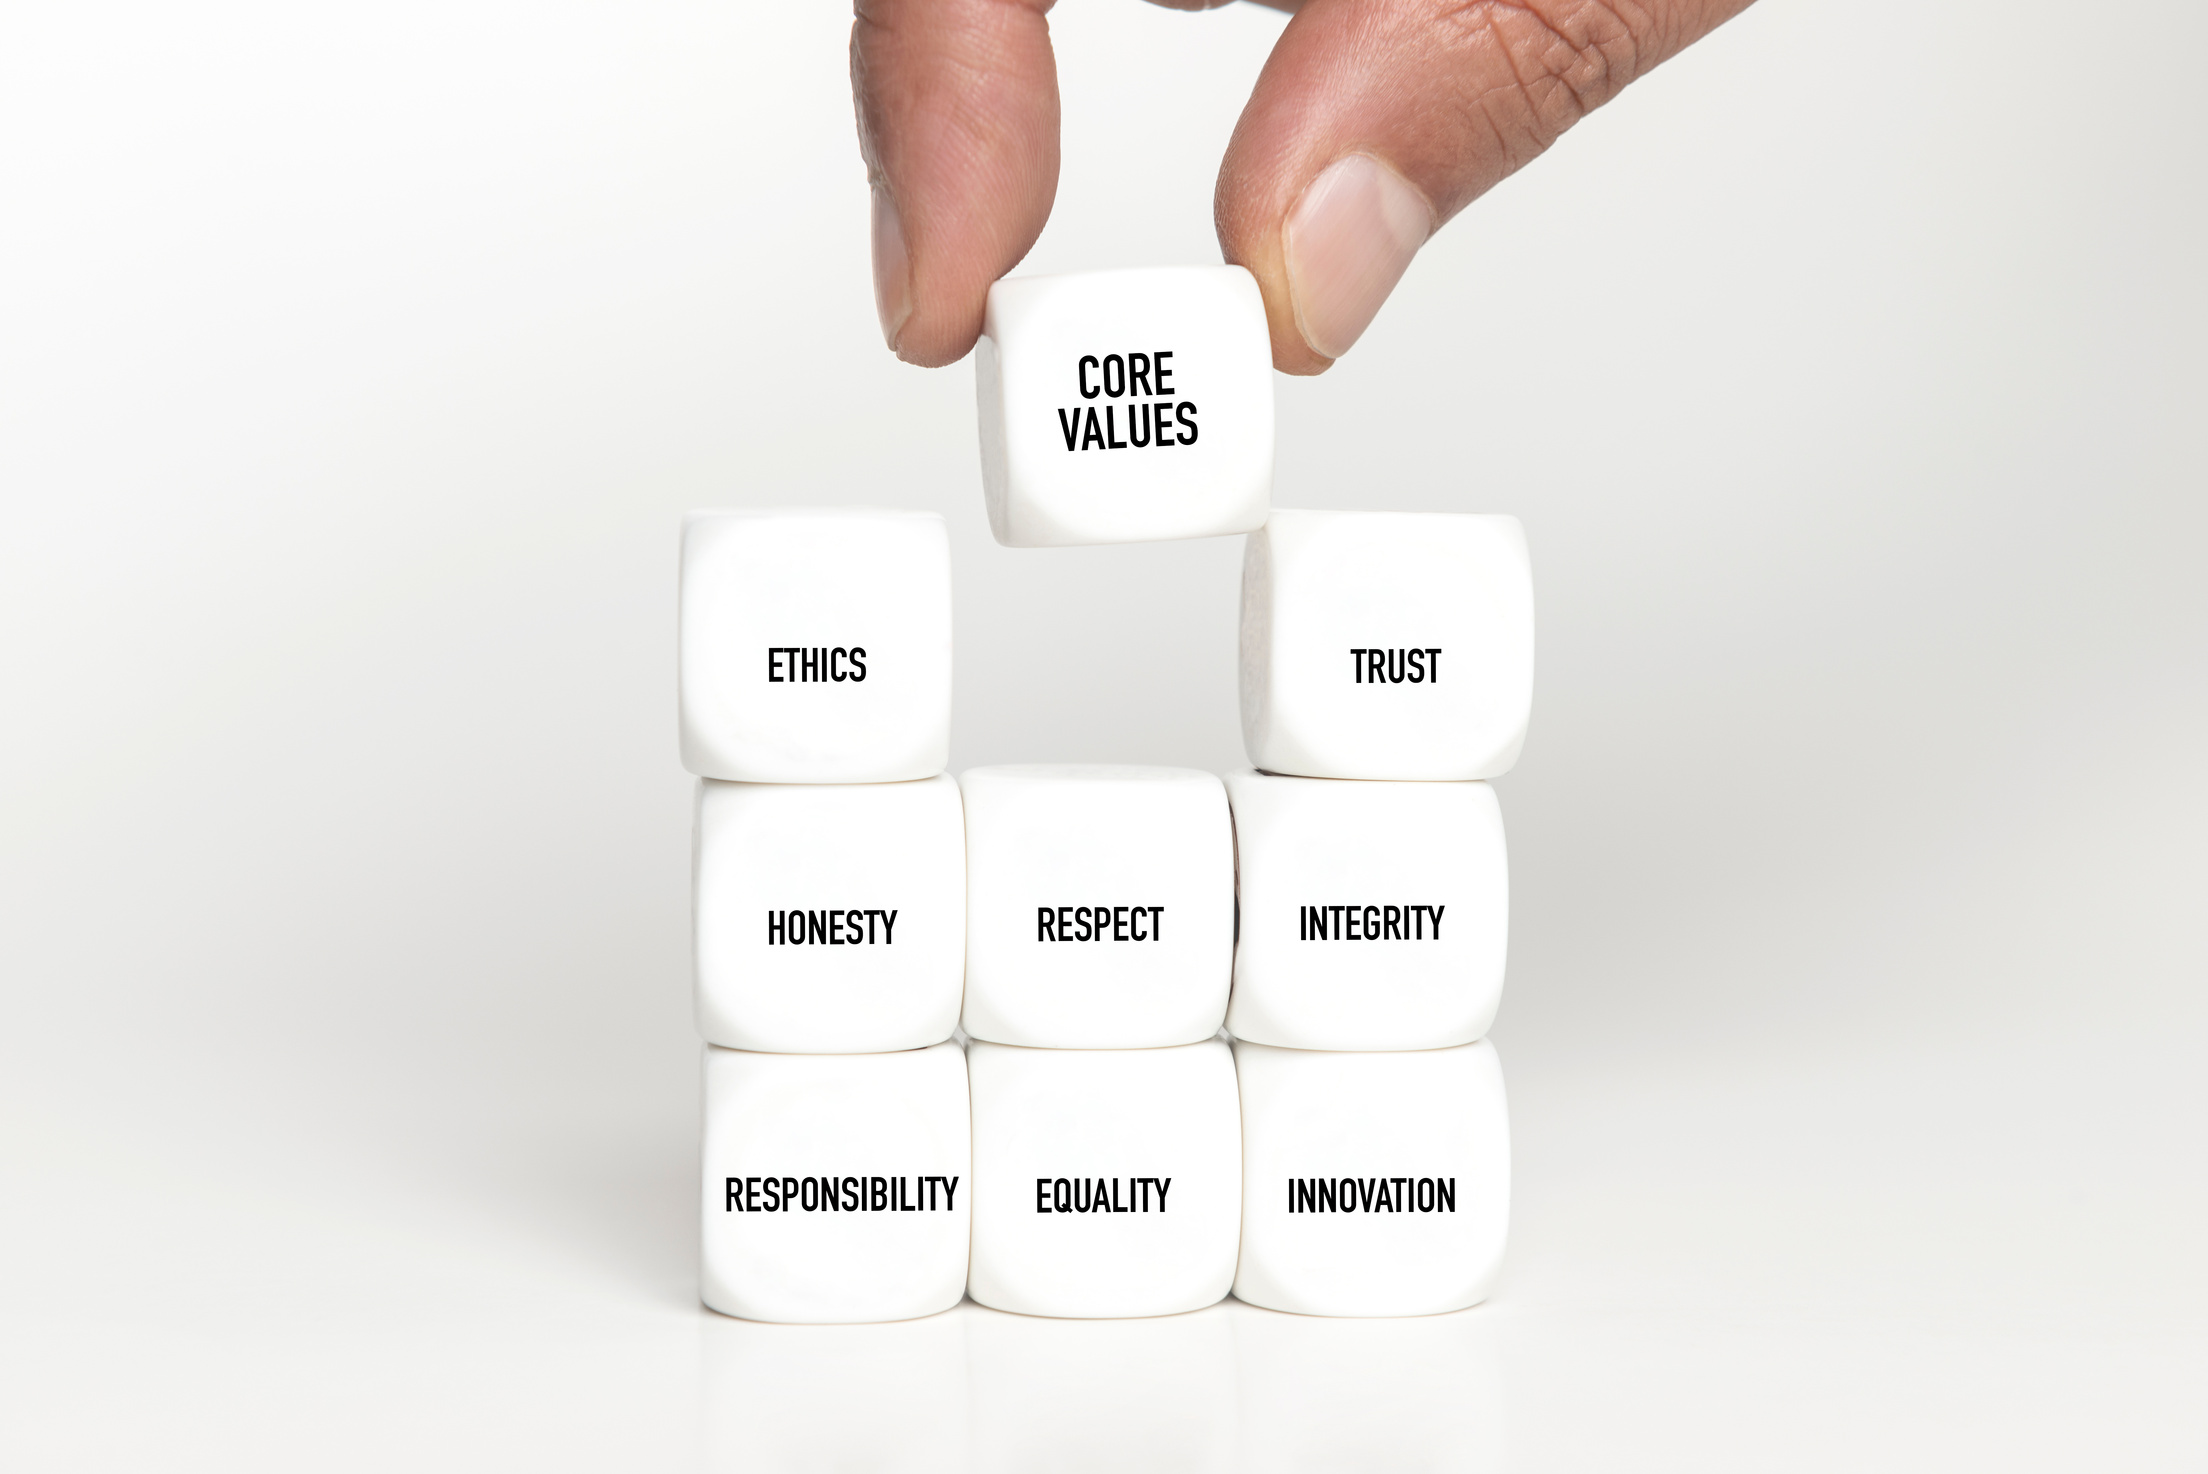 CORE
VALUES
ETHICS
TRUST
HONESTY
RESPECT
INTEGRITY
RESPONSIBILITY
EQUALITY
INNOVATION